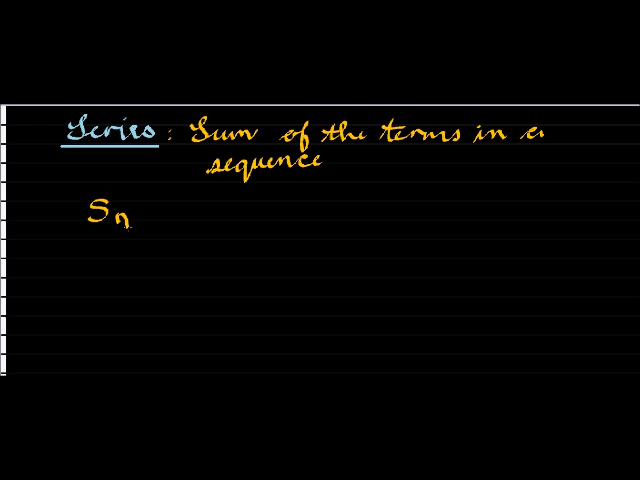 Series : Sum of the terms in a
sequence
Sn